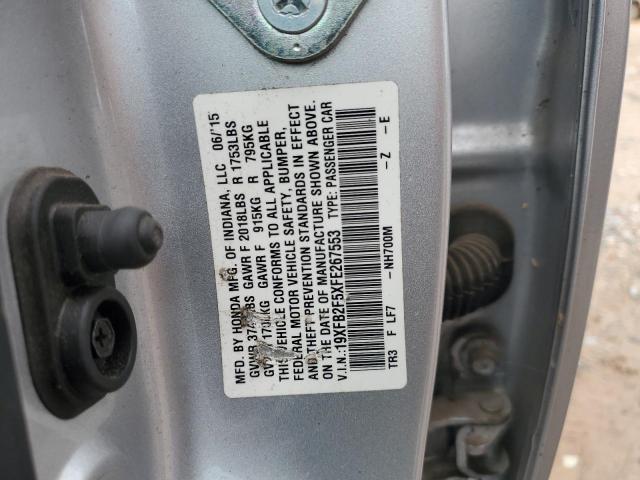 MFD. BY HONDA MFG. OF INDIANA, LLC 06/15
GAWR F 2018LBS R 1753LBS
GAWR F 915KG R 795KG
THIS VEHICLE CONFORMS TO ALL APPLICABLE
FEDERAL MOTOR VEHICLE SAFETY, BUMPER,
AND THEFT PREVENTION STANDARDS IN EFFECT
ON THE DATE OF MANUFACTURE SHOWN ABOVE.
V.I.N.:19XFB2F5XFE267553 TYPE: PASSENGER CAR
TR3 F LF7 -NH700M -Z -E